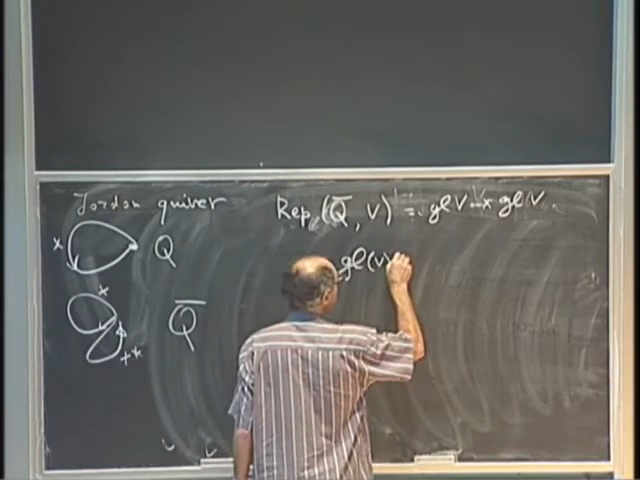 Jordan quiver
x Q
x
x* Q̅
Rep (Q̅, V) = gl V × gl V.
gl(V)